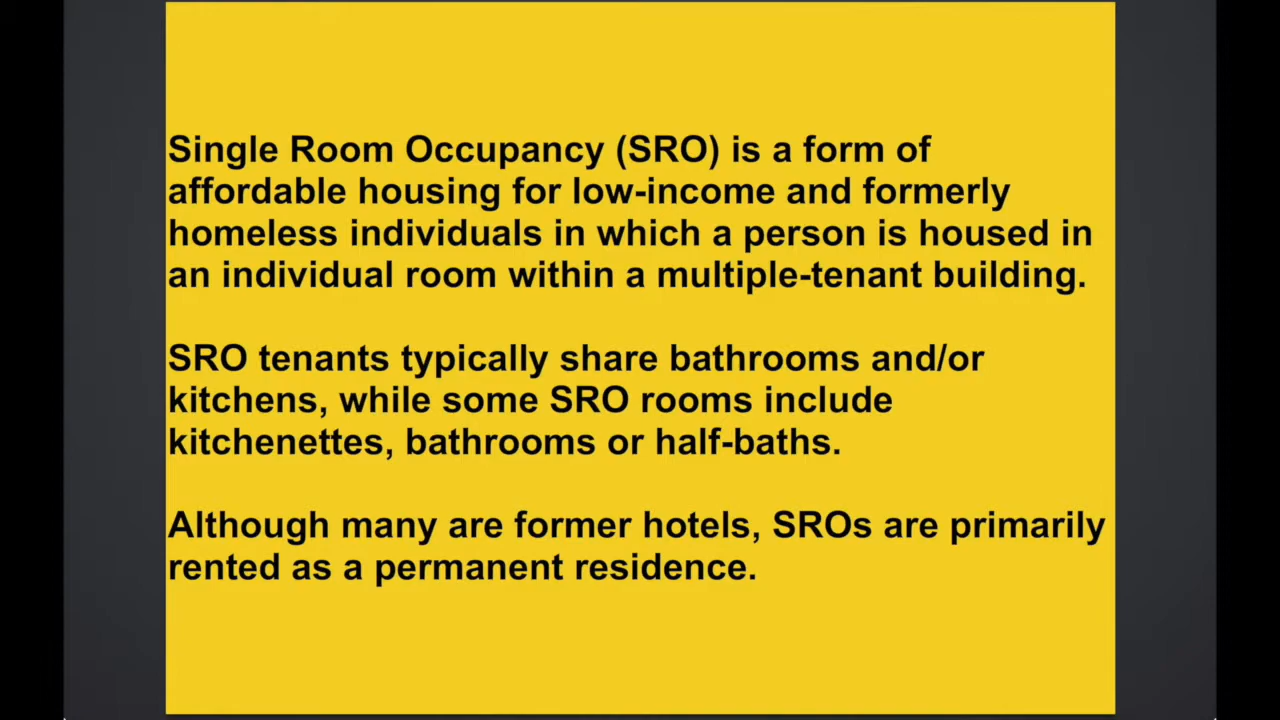 Single Room Occupancy (SRO) is a form of
affordable housing for low-income and formerly
homeless individuals in which a person is housed in
an individual room within a multiple-tenant building.
SRO tenants typically share bathrooms and/or
kitchens, while some SRO rooms include
kitchenettes, bathrooms or half-baths.
Although many are former hotels, SROs are primarily
rented as a permanent residence.